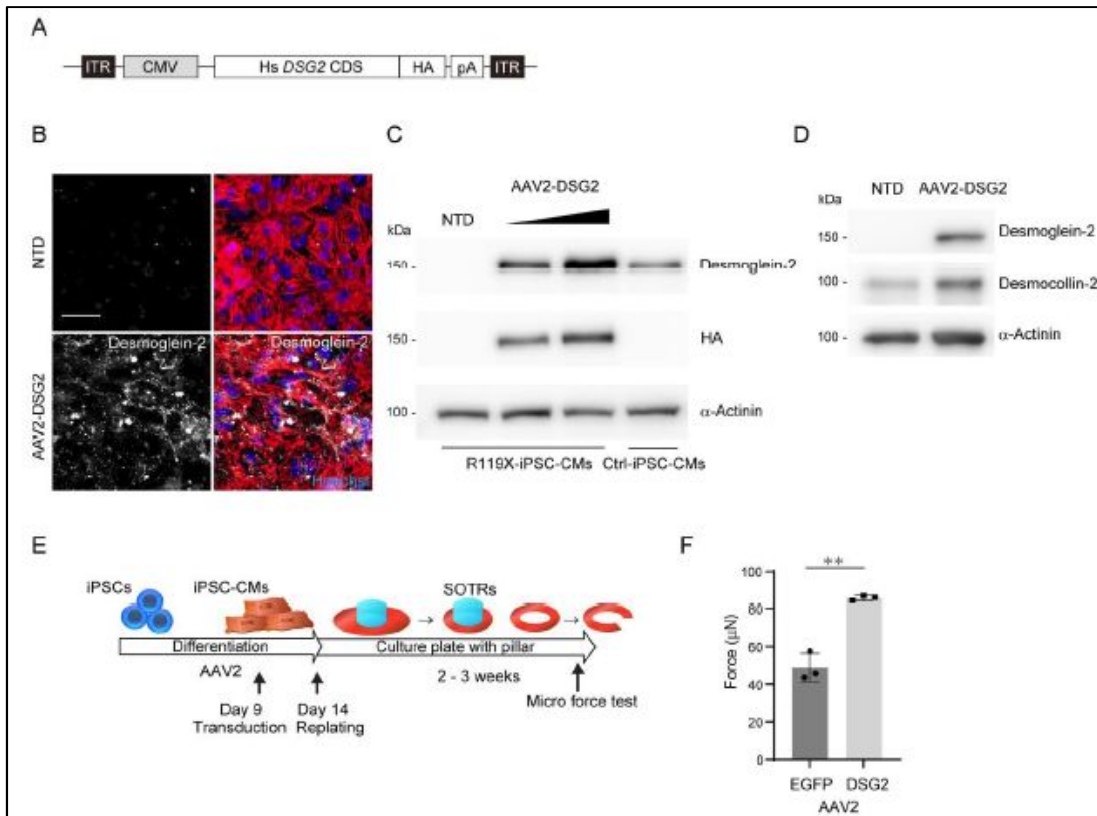 A
ITR CMV Hs DSG2 CDS HA pA ITR
B
NTD
AAV2-DSG2
Desmoglein-2 Desmoglein-2
Hoechst
C
AAV2-DSG2
NTD
kDa
150 - Desmoglein-2
150 - HA
100 - α-Actinin
R119X-iPSC-CMs Ctrl-iPSC-CMs
D
NTD AAV2-DSG2
kDa
150 - Desmoglein-2
100 - Desmocollin-2
100 - α-Actinin
E
iPSCs iPSC-CMs SOTRs
→ →
Differentiation Culture plate with pillar
AAV2 2 - 3 weeks
Day 9 Day 14 Micro force test
Transduction Replating
F
**
100
80
60
40
20
0
Force (μN)
EGFP DSG2
AAV2